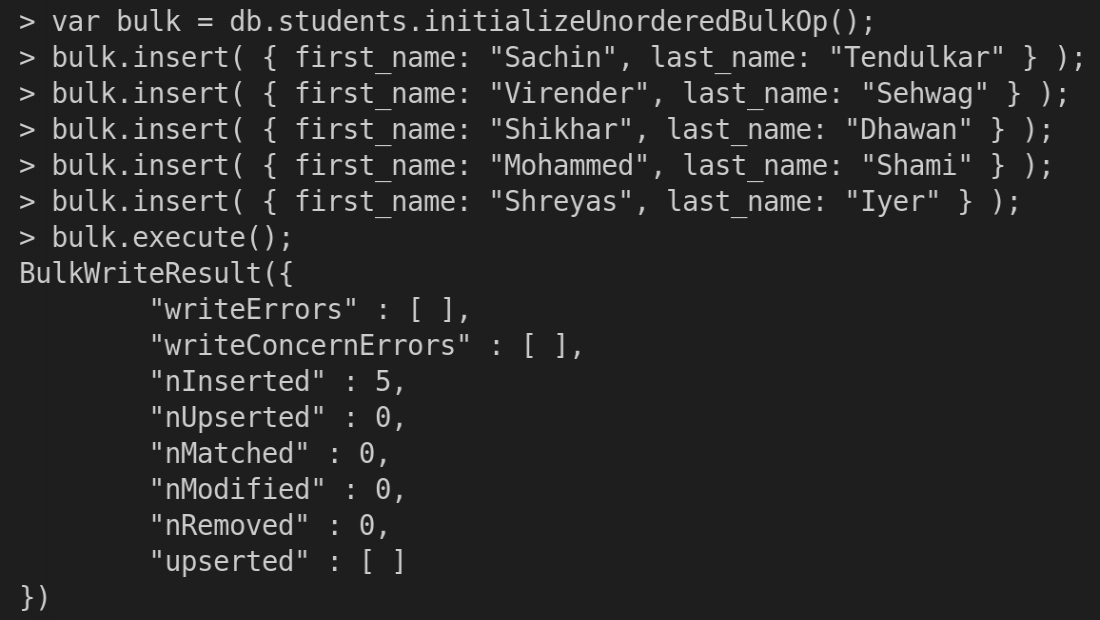 > var bulk = db.students.initializeUnorderedBulkOp();
> bulk.insert( { first_name: "Sachin", last_name: "Tendulkar" } );
> bulk.insert( { first_name: "Virender", last_name: "Sehwag" } );
> bulk.insert( { first_name: "Shikhar", last_name: "Dhawan" } );
> bulk.insert( { first_name: "Mohammed", last_name: "Shami" } );
> bulk.insert( { first_name: "Shreyas", last_name: "Iyer" } );
> bulk.execute();
BulkWriteResult({
        "writeErrors" : [ ],
        "writeConcernErrors" : [ ],
        "nInserted" : 5,
        "nUpserted" : 0,
        "nMatched" : 0,
        "nModified" : 0,
        "nRemoved" : 0,
        "upserted" : [ ]
})